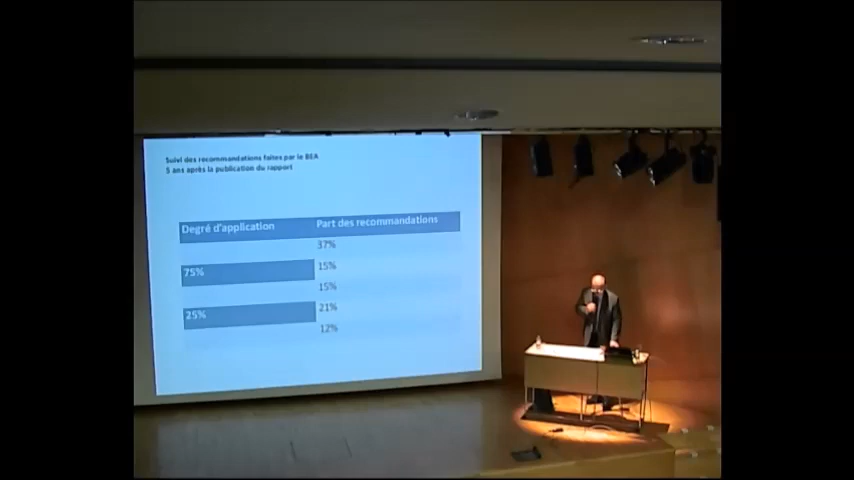 Suivi des recommandations faites par le BEA
5 ans après la publication du rapport
Degré d'application Part des recommandations
37%
75% 15%
15%
25% 21%
12%